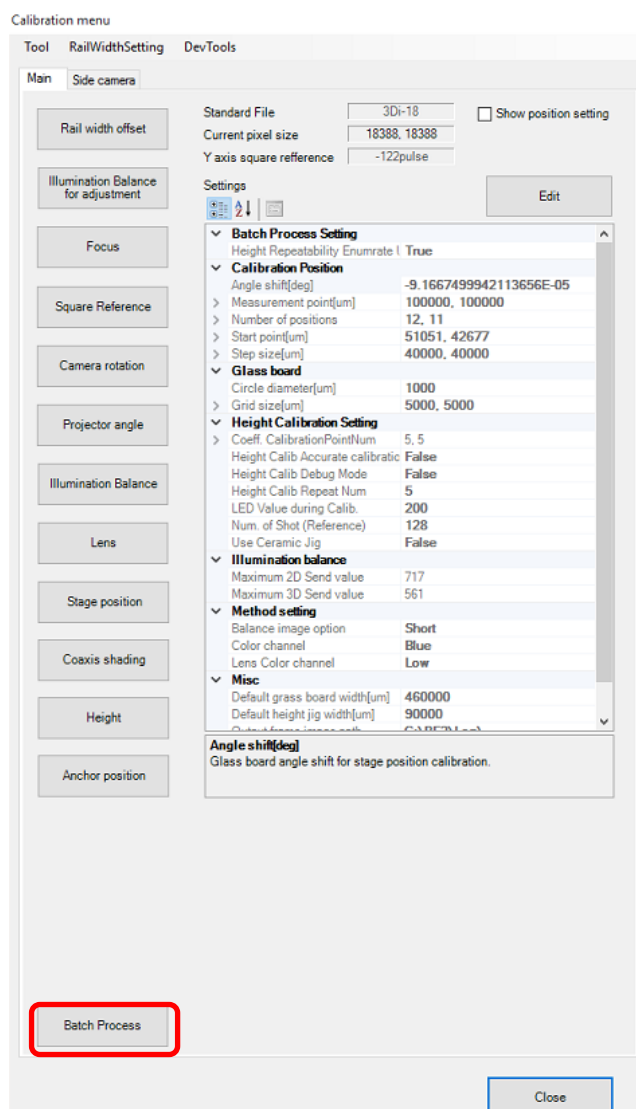 Calibration menu
Tool RailWidthSetting DevTools
Main Side camera
Rail width offset
Illumination Balance
for adjustment
Focus
Square Reference
Camera rotation
Projector angle
Illumination Balance
Lens
Stage position
Coaxis shading
Height
Anchor position
Batch Process
Standard File 3Di-18
Show position setting
Current pixel size 18388, 18388
Y axis square refference -122pulse
Settings
Edit
Batch Process Setting
Height Repeatability Enumrate True
Calibration Position
Angle shift[deg] -9.1667499942113656E-05
Measurement point[um] 100000, 100000
Number of positions 12, 11
Start point[um] 51051, 42677
Step size[um] 40000, 40000
Glass board
Circle diameter[um] 1000
Grid size[um] 5000, 5000
Height Calibration Setting
Coeff. CalibrationPointNum 5, 5
Height Calib Accurate calibratic False
Height Calib Debug Mode False
Height Calib Repeat Num 5
LED Value during Calib. 200
Num. of Shot (Reference) 128
Use Ceramic Jig False
Illumination balance
Maximum 2D Send value 717
Maximum 3D Send value 561
Method setting
Balance image option Short
Color channel Blue
Lens Color channel Low
Misc
Default grass board width[um] 460000
Default height jig width[um] 90000
Angle shift[deg]
Glass board angle shift for stage position calibration.
Close